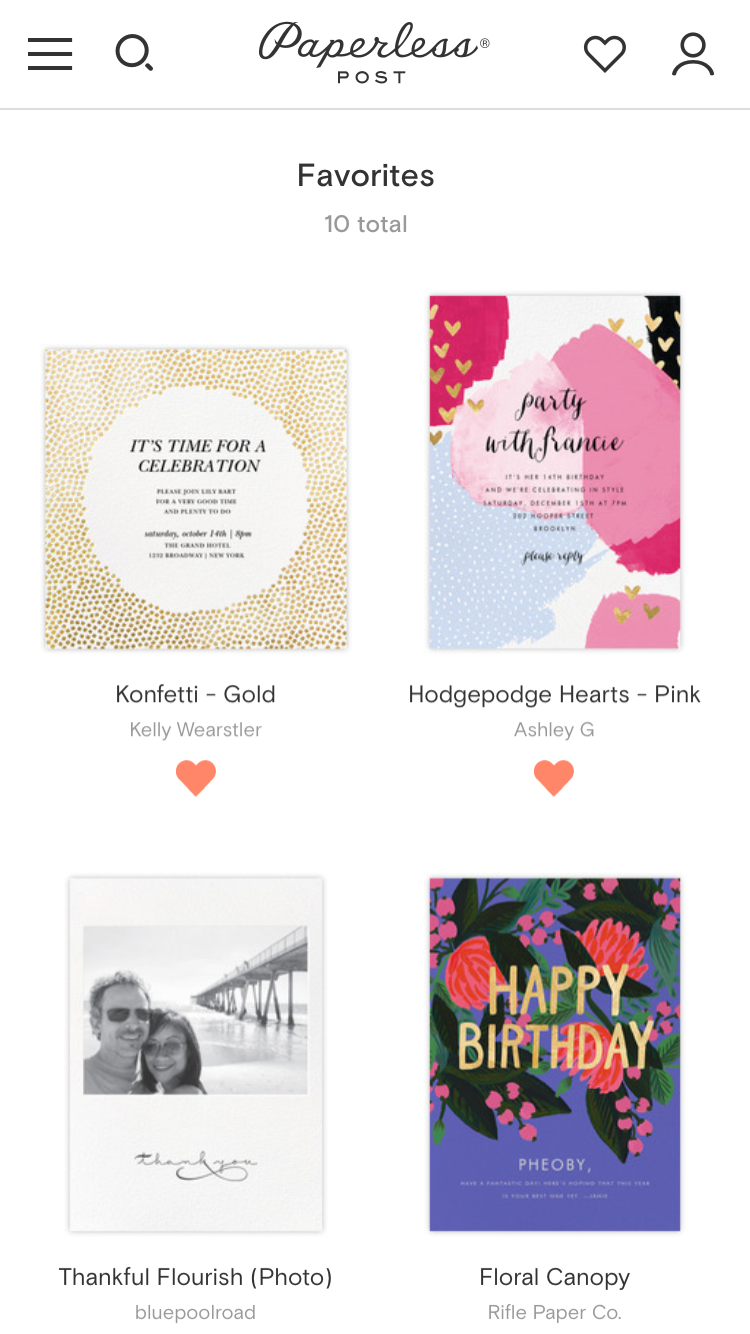 Paperless®
POST
Favorites
10 total
IT'S TIME FOR A
CELEBRATION
PLEASE JOIN LILY BART
FOR A VERY GOOD TIME
AND PLENTY TO DO
saturday, october 14th | 8pm
THE GRAND HOTEL
1292 BROADWAY | NEW YORK
Konfetti - Gold
Kelly Wearstler
party
with francie
IT'S HER 14TH BIRTHDAY
AND WE'RE CELEBRATING IN STYLE
SATURDAY, DECEMBER 15TH AT 7PM
202 HOOPER STREET
BROOKLYN
please reply
Hodgepodge Hearts - Pink
Ashley G
thank you
Thankful Flourish (Photo)
bluepoolroad
HAPPY
BIRTHDAY
PHEOBY,
HAVE A FANTASTIC DAY! HERE'S HOPING THAT THIS YEAR
IS YOUR BEST ONE YET. —JANIE
Floral Canopy
Rifle Paper Co.